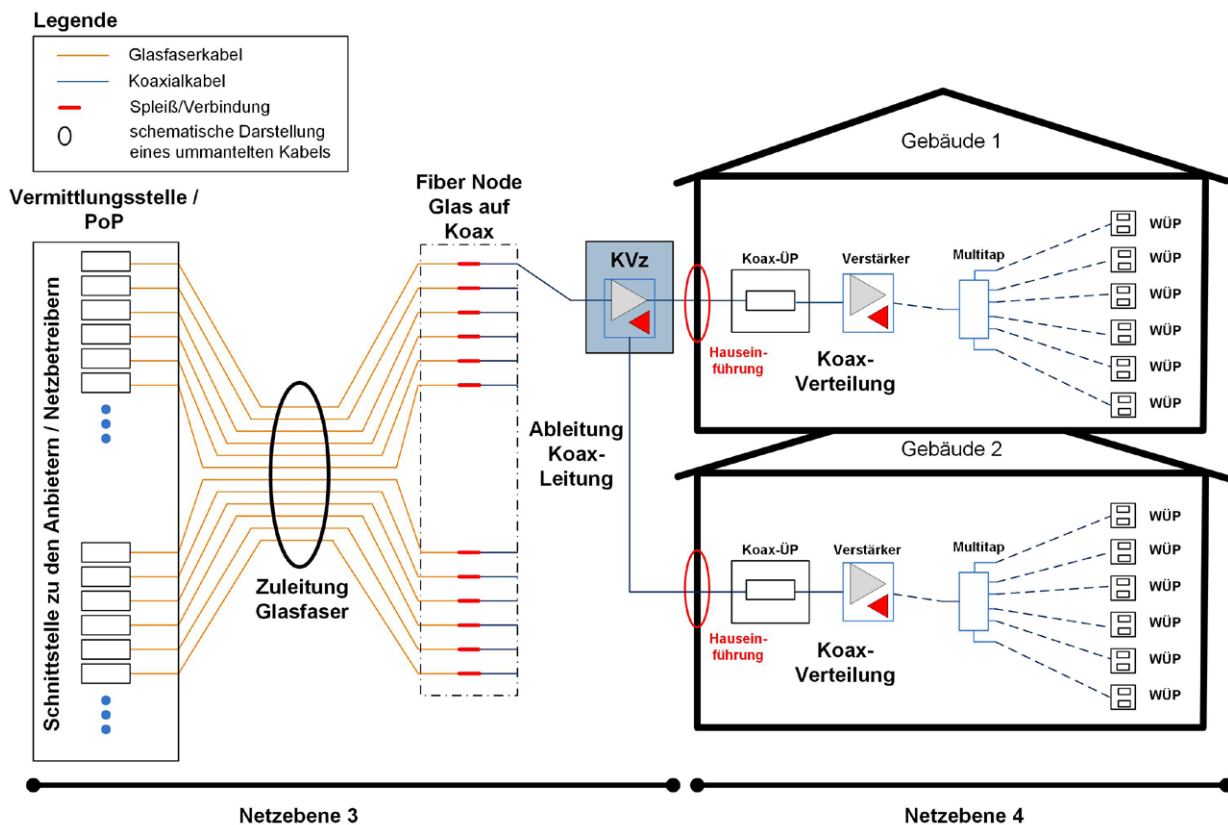 Legende
Glasfaserkabel
Koaxialkabel
Spleiß/Verbindung
schematische Darstellung
eines ummantelten Kabels
Vermittlungsstelle /
PoP
Schnittstelle zu den Anbietern / Netzbetreibern
Zuleitung
Glasfaser
Fiber Node
Glas auf
Koax
KVz
Ableitung
Koax-
Leitung
Gebäude 1
Koax-ÜP
Verstärker
Multitap
WÜP
WÜP
WÜP
WÜP
WÜP
WÜP
Hausein-
führung
Koax-
Verteilung
Gebäude 2
Koax-ÜP
Verstärker
Multitap
WÜP
WÜP
WÜP
WÜP
WÜP
WÜP
Hausein-
führung
Koax-
Verteilung
Netzebene 3
Netzebene 4